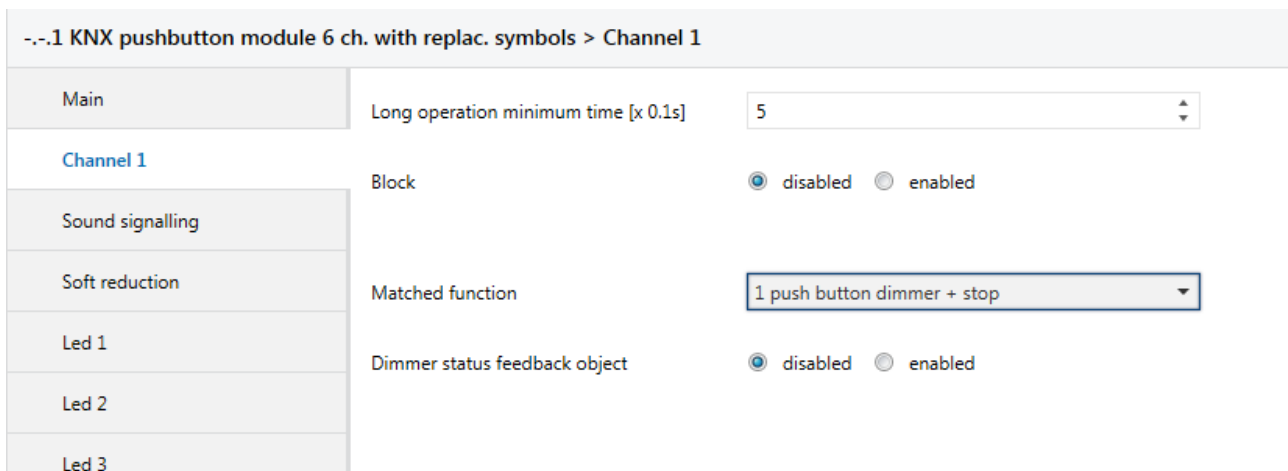 -.-.1 KNX pushbutton module 6 ch. with replac. symbols > Channel 1
Main
Channel 1
Sound signalling
Soft reduction
Led 1
Led 2
Led 3
Long operation minimum time [x 0.1s]
5
Block
disabled enabled
Matched function
1 push button dimmer + stop
Dimmer status feedback object
disabled enabled